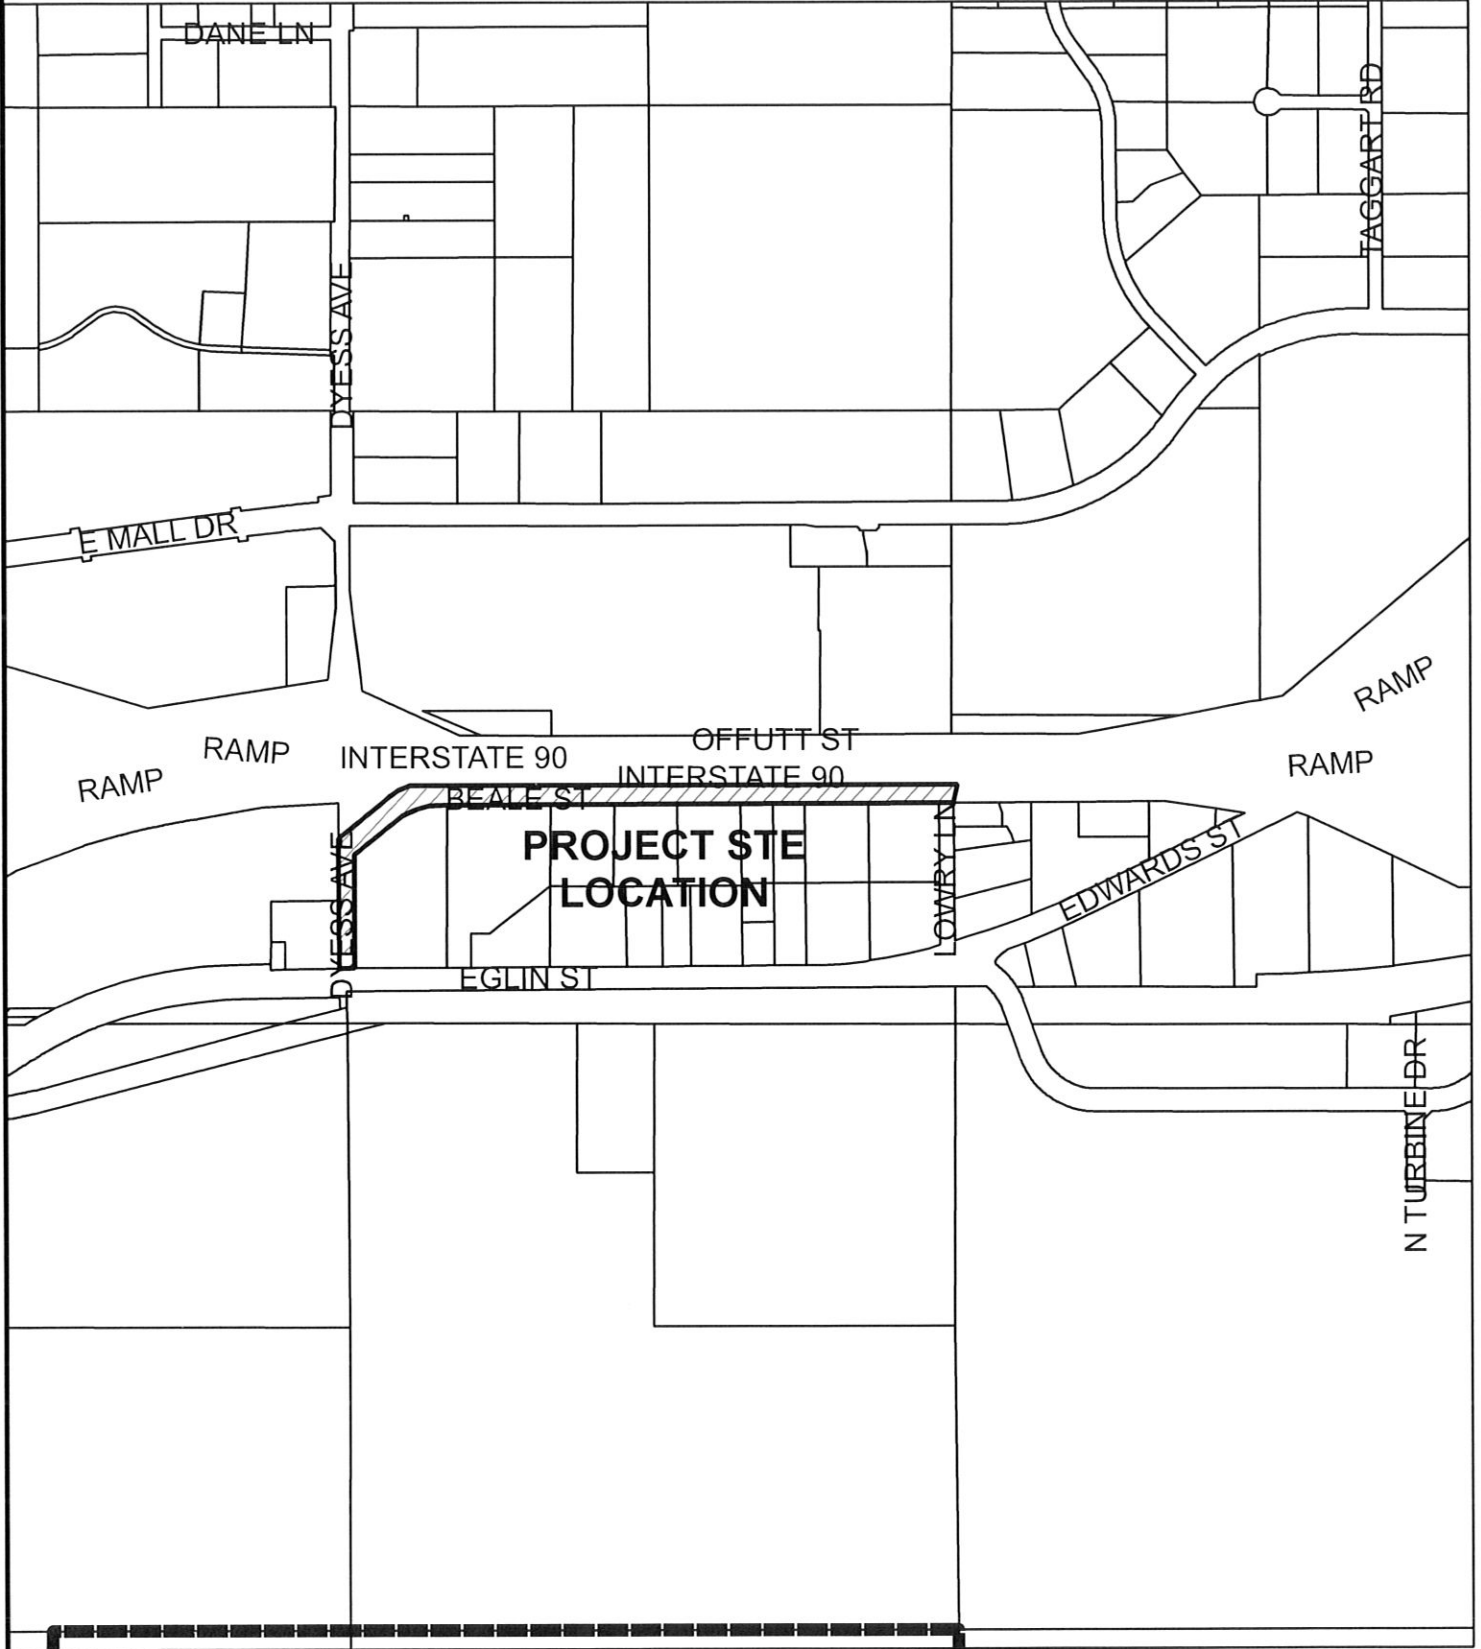 DANE LN
TAGGART RD
DYESS AVE
E MALL DR
RAMP
OFFUTT ST
RAMP
INTERSTATE 90
RAMP
RAMP
INTERSTATE 90
BEALE ST
PROJECT STE
LOCATION
DYESS AVE
LOWRY LN
EDWARDS ST
EGLIN ST
N TURBINE DR